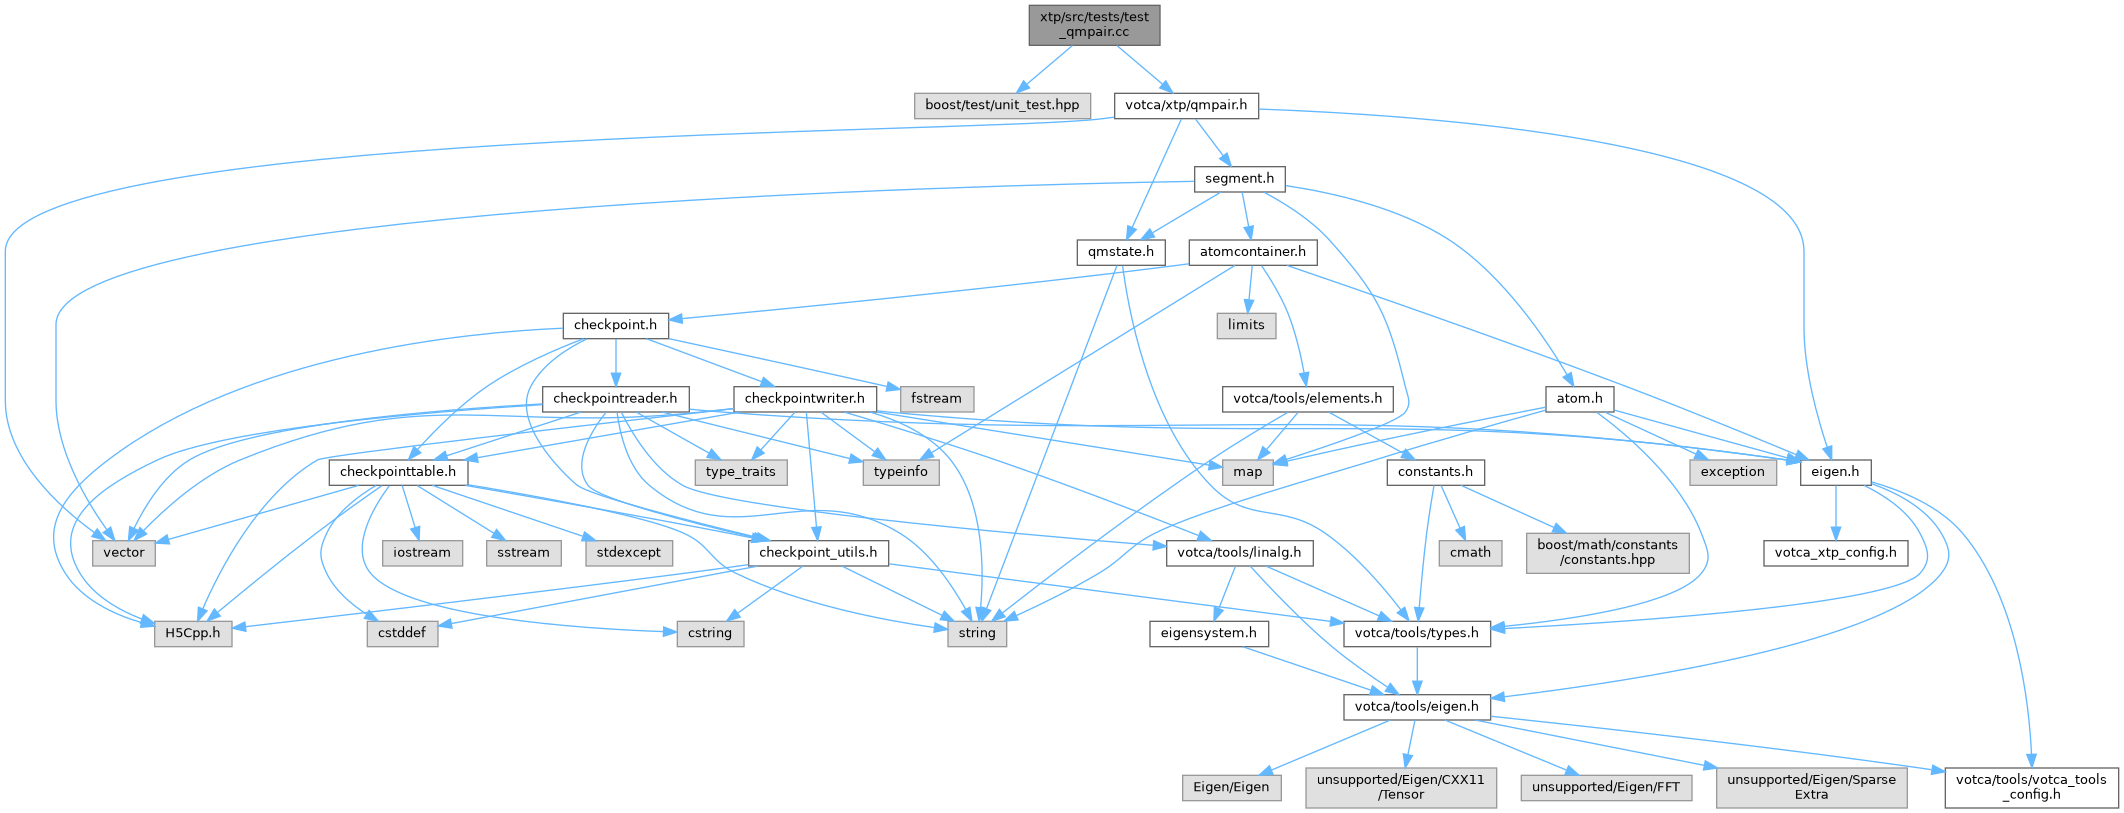 xtp/src/tests/test
_qmpair.cc
boost/test/unit_test.hpp
votca/xtp/qmpair.h
segment.h
qmstate.h
atomcontainer.h
checkpoint.h
limits
checkpointreader.h
checkpointwriter.h
fstream
votca/tools/elements.h
atom.h
checkpointtable.h
type_traits
typeinfo
map
constants.h
exception
eigen.h
vector
iostream
sstream
stdexcept
checkpoint_utils.h
votca/tools/linalg.h
cmath
boost/math/constants
/constants.hpp
votca_xtp_config.h
H5Cpp.h
cstddef
cstring
string
eigensystem.h
votca/tools/types.h
votca/tools/eigen.h
Eigen/Eigen
unsupported/Eigen/CXX11
/Tensor
unsupported/Eigen/FFT
unsupported/Eigen/Sparse
Extra
votca/tools/votca_tools
_config.h